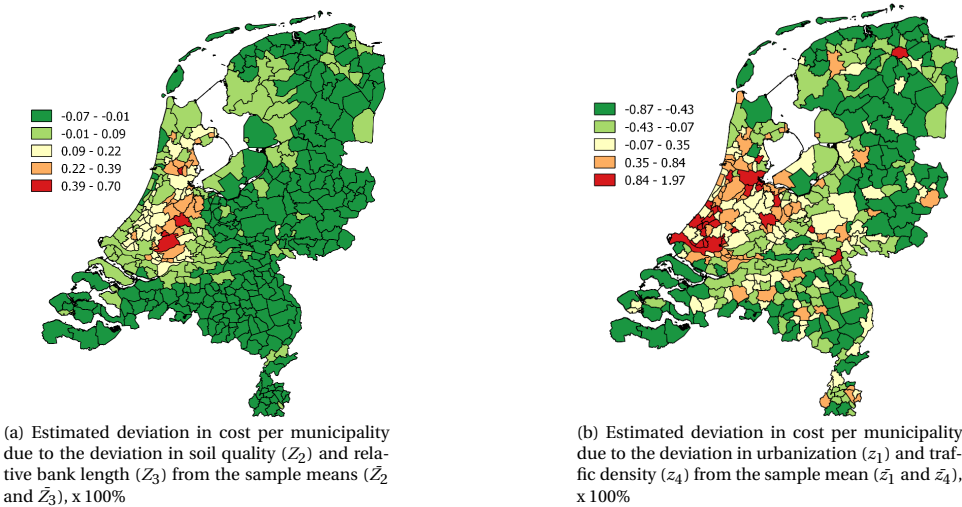 -0.07 - -0.01
-0.01 - 0.09
0.09 - 0.22
0.22 - 0.39
0.39 - 0.70
-0.87 - -0.43
-0.43 - -0.07
-0.07 - 0.35
0.35 - 0.84
0.84 - 1.97
(a) Estimated deviation in cost per municipality
due to the deviation in soil quality (Z₂) and rela-
tive bank length (Z₃) from the sample means (Z̄₂
and Z̄₃), x 100%
(b) Estimated deviation in cost per municipality
due to the deviation in urbanization (z₁) and traf-
fic density (z₄) from the sample mean (z̄₁ and z̄₄),
x 100%